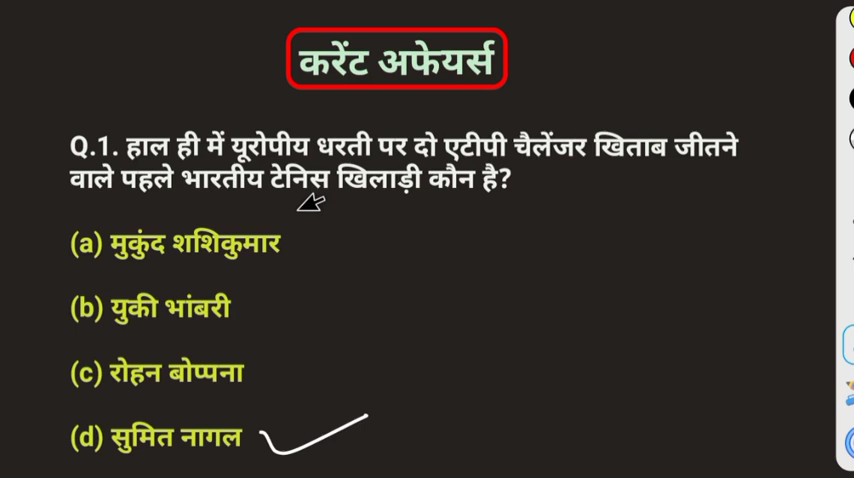 करेंट अफेयर्स
Q.1. हाल ही में यूरोपीय धरती पर दो एटीपी चैलेंजर खिताब जीतने
वाले पहले भारतीय टेनिस खिलाड़ी कौन है?
(a) मुकुंद शशिकुमार
(b) युकी भांबरी
(c) रोहन बोप्पना
(d) सुमित नागल